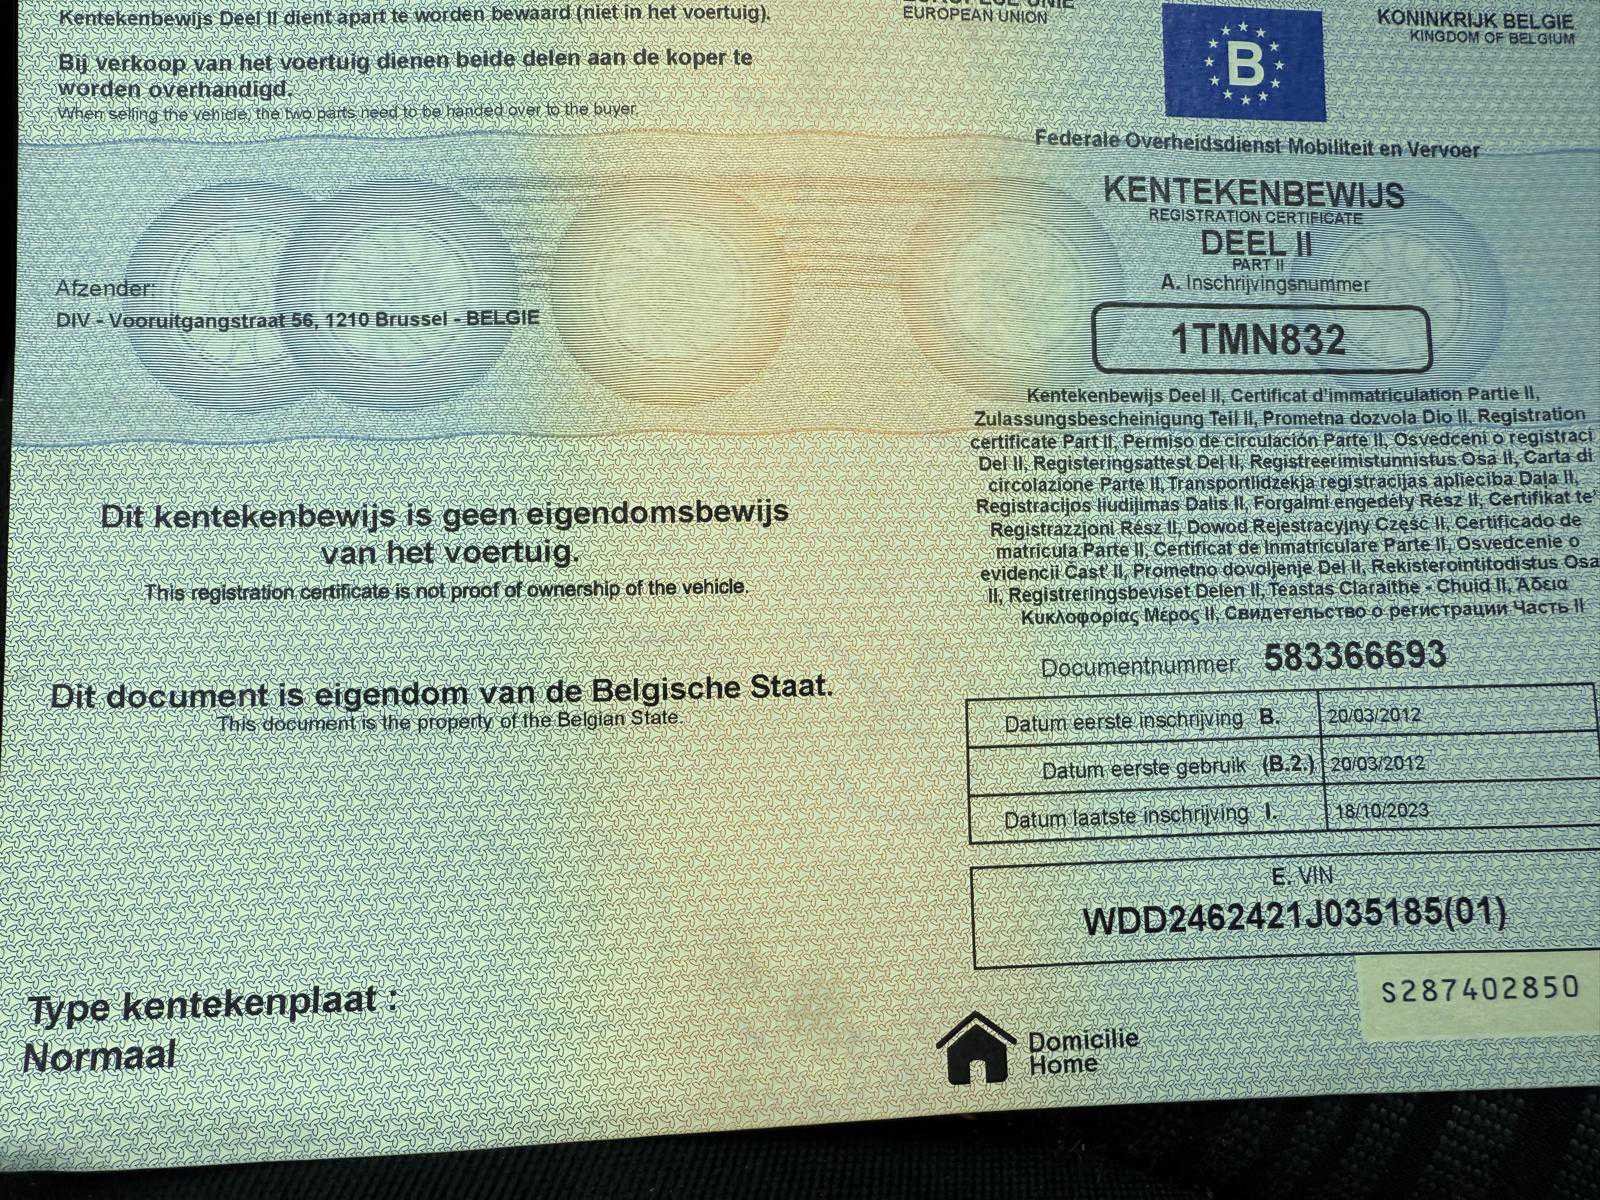 Kentekenbewijs Deel II dient apart te worden bewaard (niet in het voertuig).
Bij verkoop van het voertuig dienen beide delen aan de koper te
worden overhandigd.
When selling the vehicle, the two parts need to be handed over to the buyer.
Afzender:
DIV - Vooruitgangstraat 56, 1210 Brussel - BELGIE
Dit kentekenbewijs is geen eigendomsbewijs
van het voertuig.
This registration certificate is not proof of ownership of the vehicle.
Dit document is eigendom van de Belgische Staat.
This document is the property of the Belgian State.
Type kentekenplaat :
Normaal
EUROPEAN UNION
B
KONINKRIJK BELGIE
KINGDOM OF BELGIUM
Federale Overheidsdienst Mobiliteit en Vervoer
KENTEKENBEWIJS
REGISTRATION CERTIFICATE
DEEL II
PART II
A. Inschrijvingsnummer
1TMN832
Kentekenbewijs Deel II, Certificat d'immatriculation Partie II,
Zulassungsbescheinigung Teil II, Prometna dozvola Dio II, Registration
certificate Part II, Permiso de circulación Parte II, Osvedceni o registraci
Del II, Registeringsattest Del II, Registreerimistunnistus Osa II, Carta di
circolazione Parte II, Transportlidzekja registracijas aplieciba Daļa II,
Registracijos liudijimas Dalis II, Forgalmi engedély Rész II, Certifikat ta'
Registrazzjoni Rész II, Dowod Rejestracyjny Część II, Certificado de
matricula Parte II, Certificat de Inmatriculare Parte II, Osvedcenie o
evidencii Cast' II, Prometno dovoljenje Del II, Rekisterointitodistus Osa
II, Registreringsbeviset Delen II, Teastas Claraithe - Chuid II, Άδεια
Κυκλοφορίας Μέρος II, Свидетельство о регистрации Часть II
Documentnummer 583366693
Datum eerste inschrijving B. 20/03/2012
Datum eerste gebruik (B.2.) 20/03/2012
Datum laatste inschrijving I. 18/10/2023
E. VIN
WDD2462421J035185(01)
S287402850
Domicilie
Home